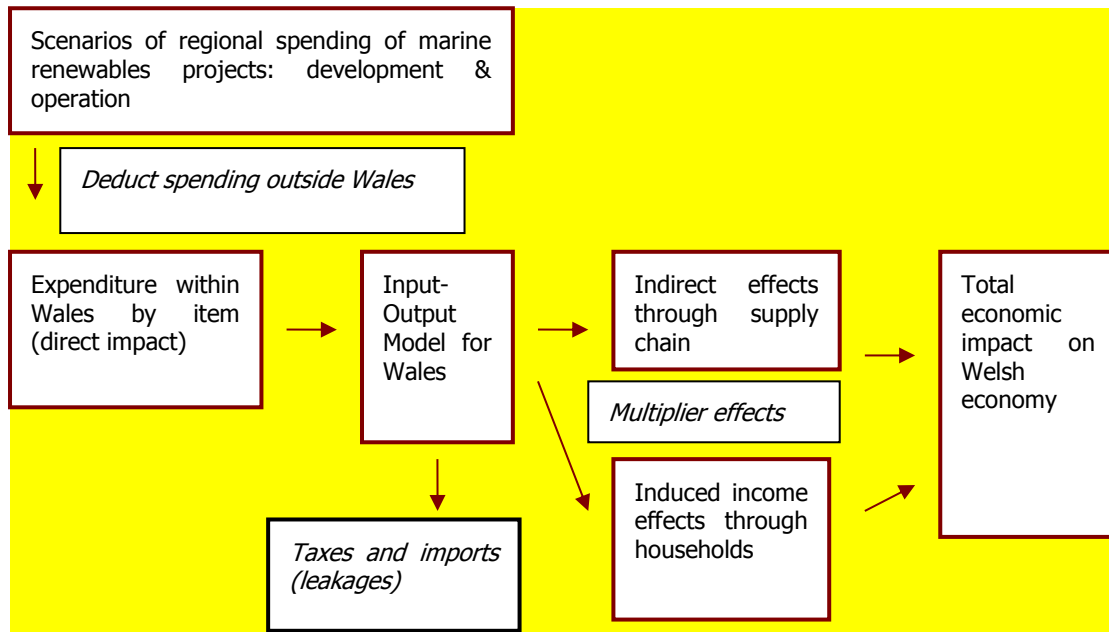 Scenarios of regional spending of marine
renewables projects: development &
operation
Deduct spending outside Wales
Expenditure within
Wales by item
(direct impact)
Input-
Output
Model for
Wales
Indirect effects
through supply
chain
Multiplier effects
Induced income
effects through
households
Total
economic
impact on
Welsh
economy
Taxes and imports
(leakages)